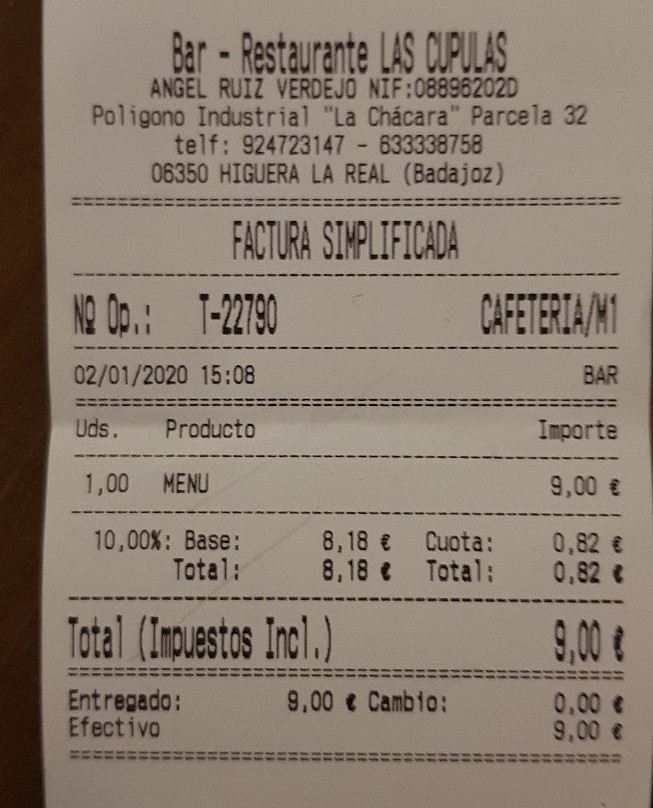 Bar - Restaurante LAS CUPULAS
ANGEL RUIZ VERDEJO NIF:08896202D
Poligono Industrial "La Chácara" Parcela 32
telf: 924723147 - 633338758
06350 HIGUERA LA REAL (Badajoz)
FACTURA SIMPLIFICADA
Nº Op.: T-22790 CAFETERIA/M1
02/01/2020 15:08 BAR
Uds. Producto Importe
1,00 MENU 9,00 €
10,00%: Base: 8,18 € Cuota: 0,82 €
Total: 8,18 € Total: 0,82 €
Total (Impuestos Incl.) 9,00 €
Entregado: 9,00 € Cambio: 0,00 €
Efectivo 9,00 €